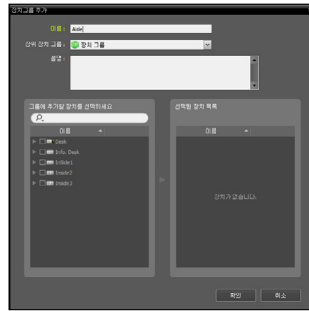 장치그룹 추가
이름 :
상위 장치 그룹 : 장치 그룹
설명 :
그룹에 추가할 장치를 선택하세요
이름
Desk
Info. Desk
InSide1
Inside2
Inside3
선택된 장치 목록
이름
장치가 없습니다.
확인
취소